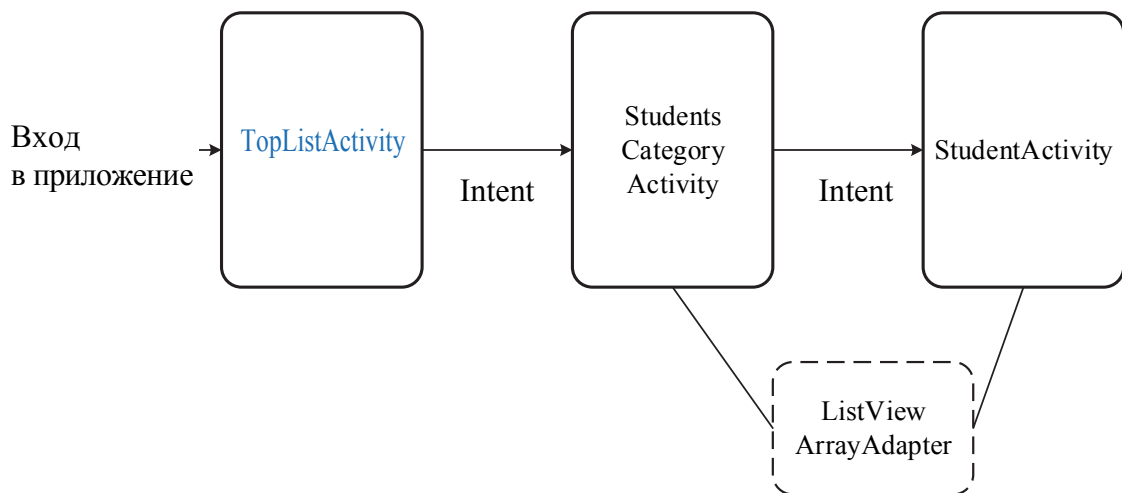 Вход
в приложение
TopListActivity
Intent
Students
Category
Activity
Intent
StudentActivity
ListView
ArrayAdapter